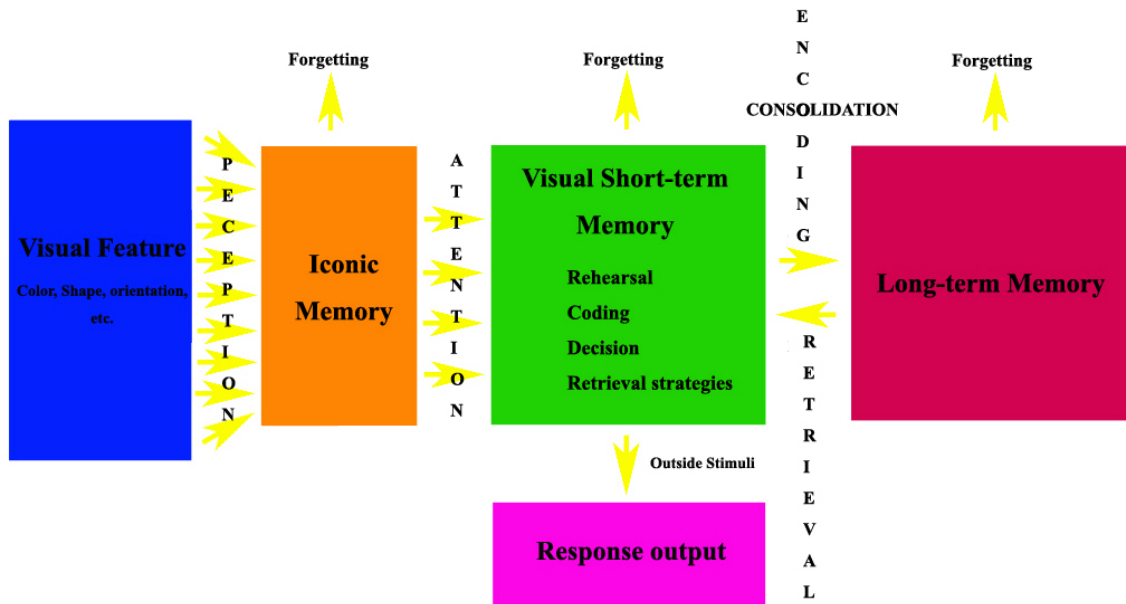 Forgetting
Forgetting
Forgetting
ENCODING
CONSOLIDATION
Visual Feature
Color, Shape, orientation,
etc.
PECEPTION
Iconic
Memory
ATTENTION
Visual Short-term
Memory
Rehearsal
Coding
Decision
Retrieval strategies
Long-term Memory
RETRIEVAL
Outside Stimuli
Response output